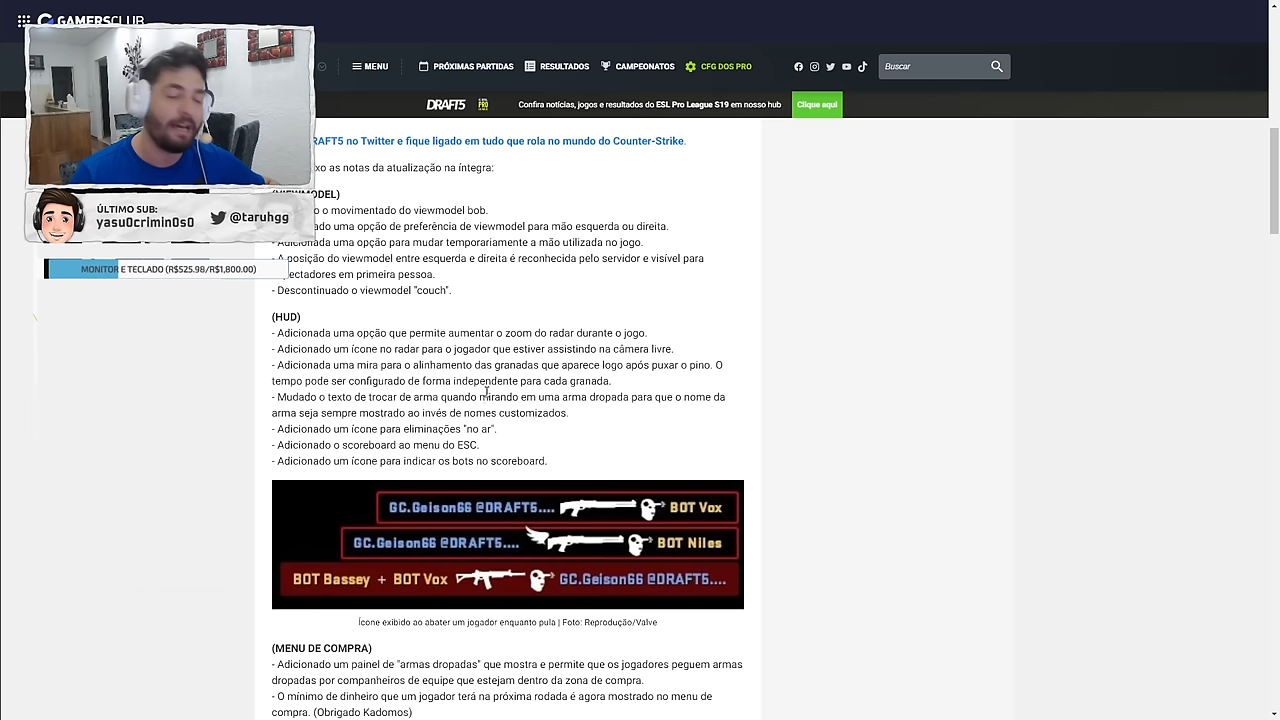 GAMERSCLUB
MENU
PRÓXIMAS PARTIDAS
RESULTADOS
CAMPEONATOS
CFG DOS PRO
Buscar
DRAFT5
Confira notícias, jogos e resultados do ESL Pro League S19 em nosso hub
Clique aqui
RAFT5 no Twitter e fique ligado em tudo que rola no mundo do Counter-Strike.
xo as notas da atualização na íntegra:
ÚLTIMO SUB:
yasu0crimin0s0
@taruhgg
MONITOR E TECLADO (R$525.98/R$1,800.00)
o o movimentado do viewmodel bob.
ado uma opção de preferência de viewmodel para mão esquerda ou direita.
- Adicionada uma opção para mudar temporariamente a mão utilizada no jogo.
- A posição do viewmodel entre esquerda e direita é reconhecida pelo servidor e visível para
espectadores em primeira pessoa.
- Descontinuado o viewmodel "couch".
(HUD)
- Adicionada uma opção que permite aumentar o zoom do radar durante o jogo.
- Adicionado um ícone no radar para o jogador que estiver assistindo na câmera livre.
- Adicionada uma mira para o alinhamento das granadas que aparece logo após puxar o pino. O
tempo pode ser configurado de forma independente para cada granada.
- Mudado o texto de trocar de arma quando mirando em uma arma dropada para que o nome da
arma seja sempre mostrado ao invés de nomes customizados.
- Adicionado um ícone para eliminações "no ar".
- Adicionado o scoreboard ao menu do ESC.
- Adicionado um ícone para indicar os bots no scoreboard.
GC.Geison66 @DRAFT5.... BOT Vox
GC.Geison66 @DRAFT5.... BOT Niles
BOT Bassey + BOT Vox GC.Geison66 @DRAFT5....
Ícone exibido ao abater um jogador enquanto pula | Foto: Reprodução/Valve
(MENU DE COMPRA)
- Adicionado um painel de "armas dropadas" que mostra e permite que os jogadores peguem armas
dropadas por companheiros de equipe que estejam dentro da zona de compra.
- O mínimo de dinheiro que um jogador terá na próxima rodada é agora mostrado no menu de
compra. (Obrigado Kadomos)